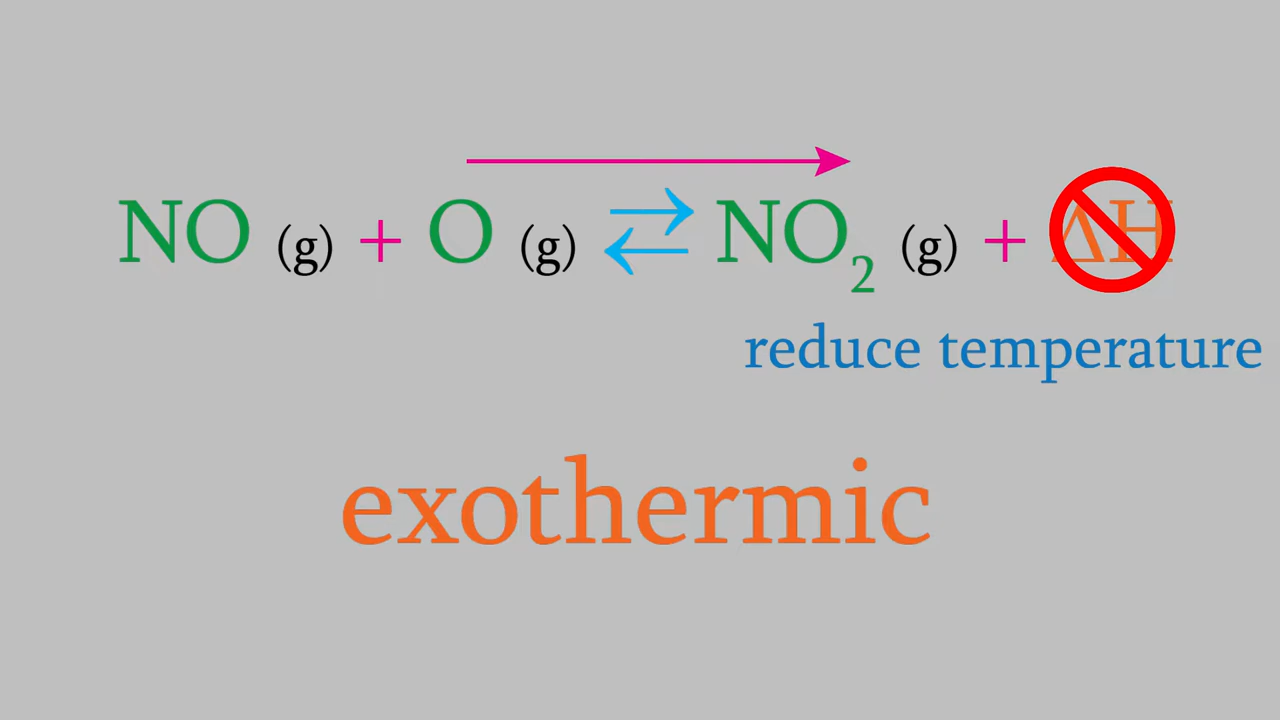 NO (g) + O (g) ⇄ NO₂ (g) + ΔH
reduce temperature
exothermic